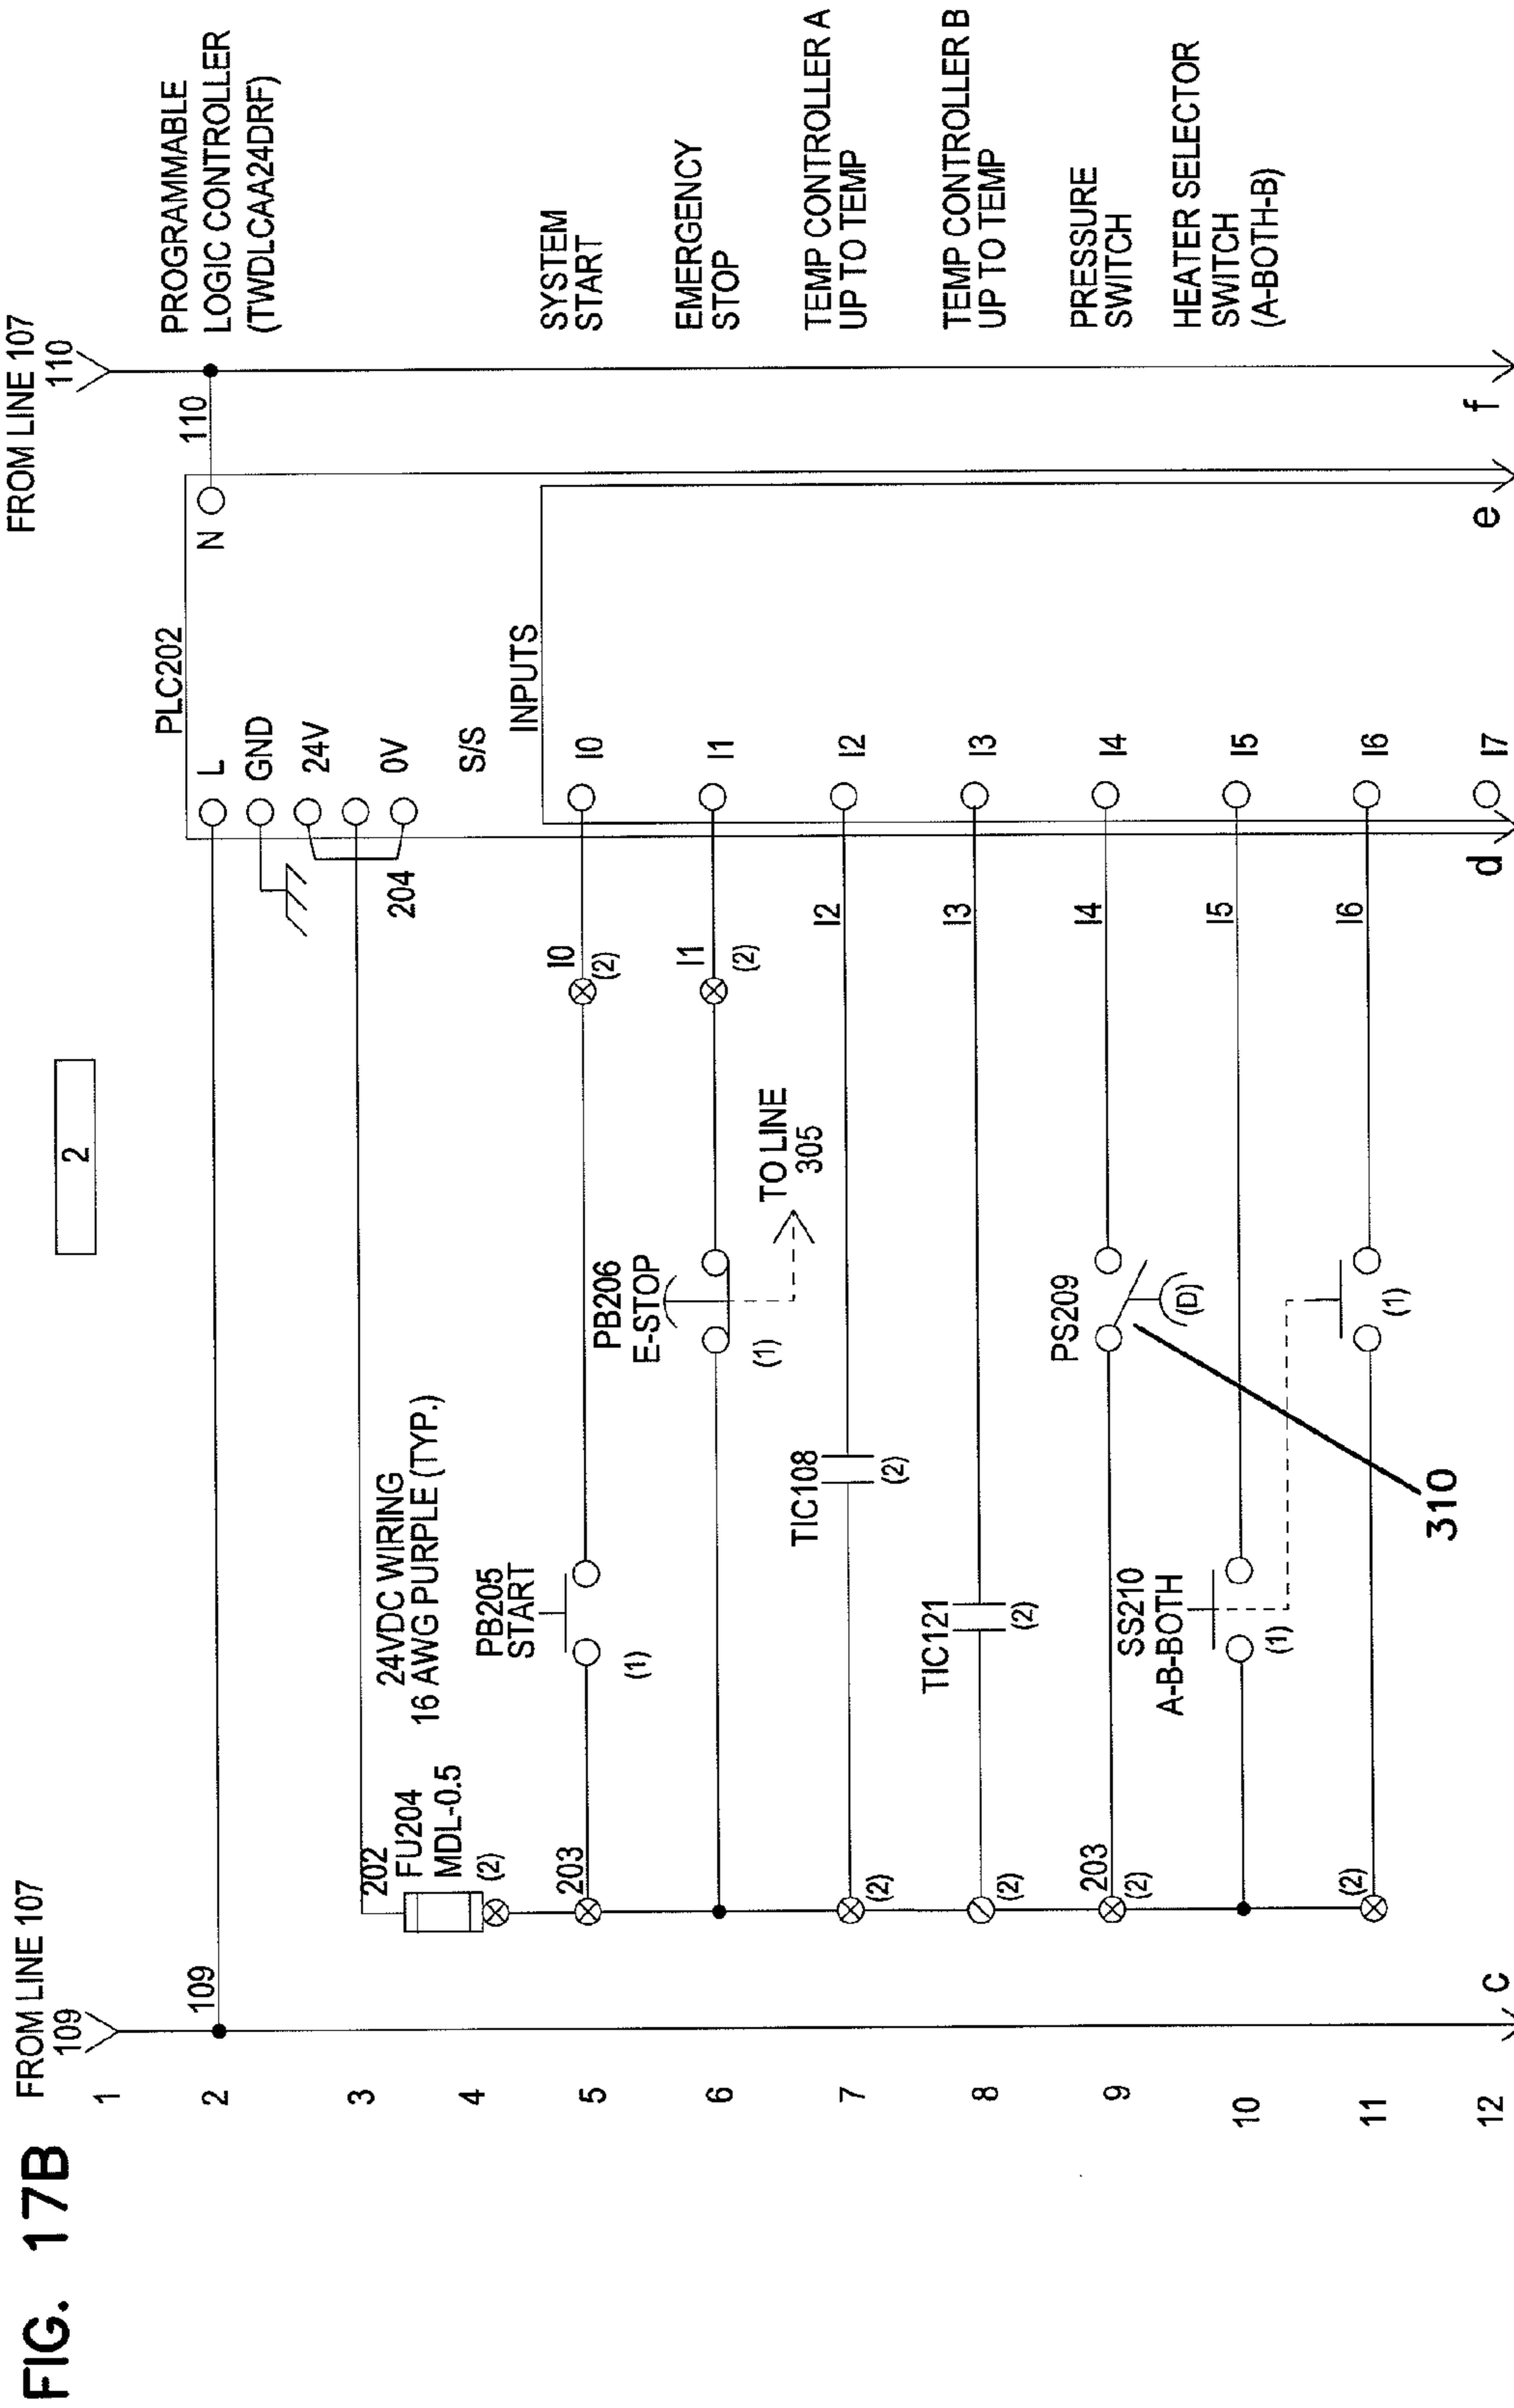 FIG. 17B
2
FROM LINE 107
109
FROM LINE 107
110
1
2
109
PLC202
L
N
110
PROGRAMMABLE
LOGIC CONTROLLER
(TWDLCAA24DRF)
GND
24V
3
202
24VDC WIRING
16 AWG PURPLE (TYP.)
204
0V
4
FU204
MDL-0.5
(2)
S/S
INPUTS
5
203
PB205
START
(1)
I0
(2)
I0
SYSTEM
START
6
PB206
E-STOP
(1)
TO LINE
305
I1
(2)
I1
EMERGENCY
STOP
7
(2)
TIC108
(2)
I2
I2
TEMP CONTROLLER A
UP TO TEMP
8
(2)
TIC121
(2)
I3
I3
TEMP CONTROLLER B
UP TO TEMP
9
203
(2)
PS209
(D)
I4
I4
PRESSURE
SWITCH
10
SS210
A-B-BOTH
(1)
I5
I5
HEATER SELECTOR
SWITCH
(A-BOTH-B)
11
(2)
(1)
I6
I6
310
12
I7
c
d
e
f